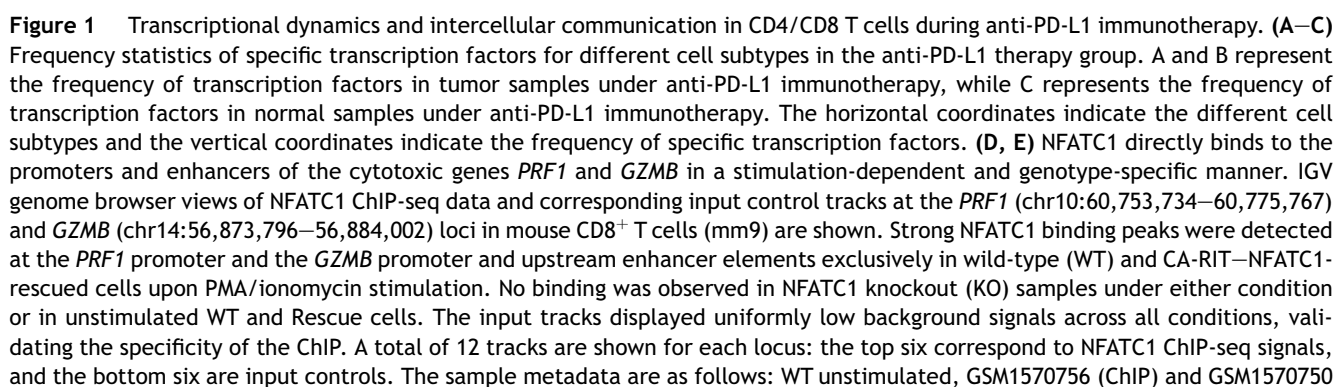 Figure 1 Transcriptional dynamics and intercellular communication in CD4/CD8 T cells during anti-PD-L1 immunotherapy. (A–C)
Frequency statistics of specific transcription factors for different cell subtypes in the anti-PD-L1 therapy group. A and B represent
the frequency of transcription factors in tumor samples under anti-PD-L1 immunotherapy, while C represents the frequency of
transcription factors in normal samples under anti-PD-L1 immunotherapy. The horizontal coordinates indicate the different cell
subtypes and the vertical coordinates indicate the frequency of specific transcription factors. (D, E) NFATC1 directly binds to the
promoters and enhancers of the cytotoxic genes PRF1 and GZMB in a stimulation-dependent and genotype-specific manner. IGV
genome browser views of NFATC1 ChIP-seq data and corresponding input control tracks at the PRF1 (chr10:60,753,734–60,775,767)
and GZMB (chr14:56,873,796–56,884,002) loci in mouse CD8⁺ T cells (mm9) are shown. Strong NFATC1 binding peaks were detected
at the PRF1 promoter and the GZMB promoter and upstream enhancer elements exclusively in wild-type (WT) and CA-RIT–NFATC1-
rescued cells upon PMA/ionomycin stimulation. No binding was observed in NFATC1 knockout (KO) samples under either condition
or in unstimulated WT and Rescue cells. The input tracks displayed uniformly low background signals across all conditions, vali-
dating the specificity of the ChIP. A total of 12 tracks are shown for each locus: the top six correspond to NFATC1 ChIP-seq signals,
and the bottom six are input controls. The sample metadata are as follows: WT unstimulated, GSM1570756 (ChIP) and GSM1570750